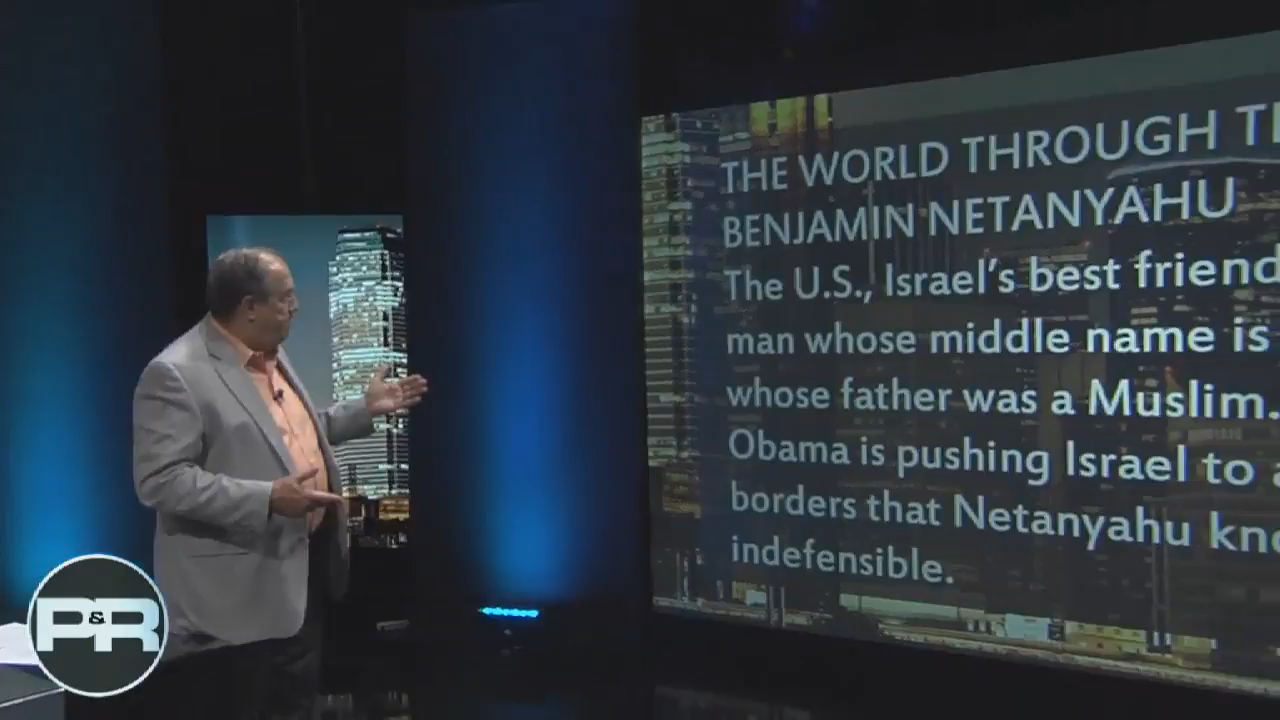 THE WORLD THROUGH
BENJAMIN NETANYAHU
The U.S., Israel's best friend
man whose middle name is
whose father was a Muslim.
Obama is pushing Israel to
borders that Netanyahu
indefensible.
P&R